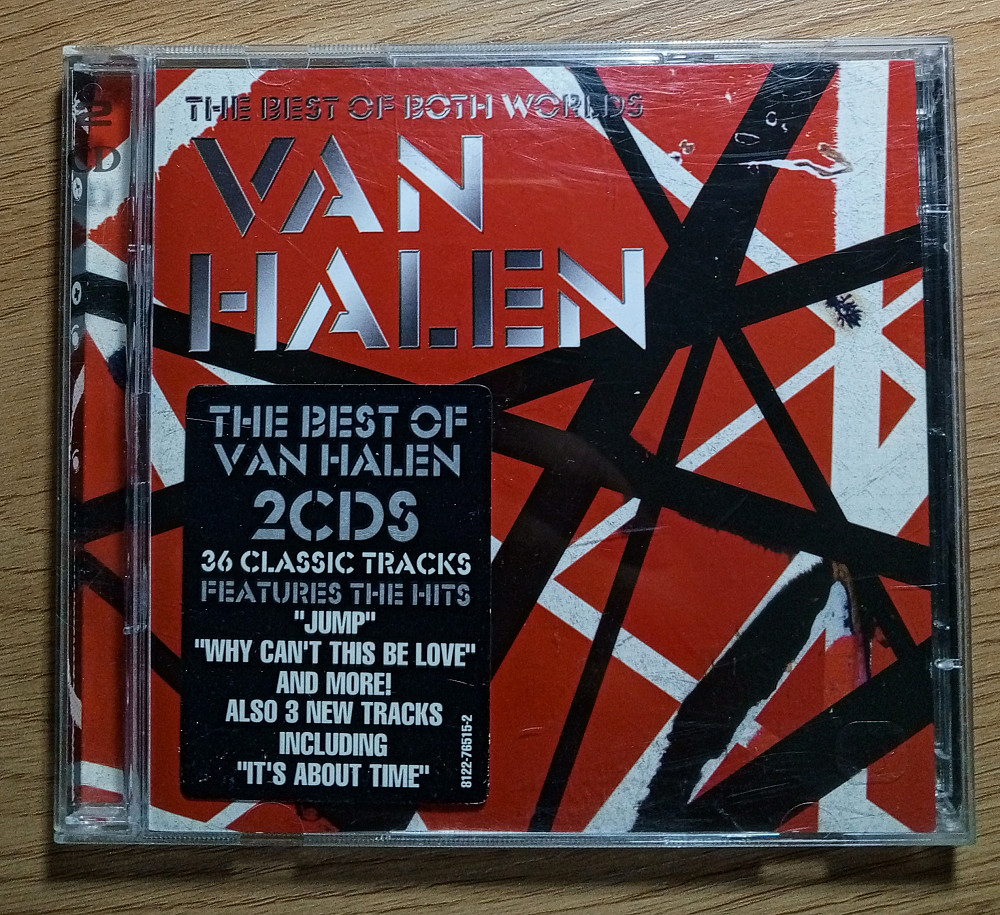 THE BEST OF BOTH WORLDS
VAN
HALEN
2
CD
THE BEST OF
VAN HALEN
2CDS
36 CLASSIC TRACKS
FEATURES THE HITS
"JUMP"
"WHY CAN'T THIS BE LOVE"
AND MORE!
ALSO 3 NEW TRACKS
INCLUDING
"IT'S ABOUT TIME"
8122-76515-2